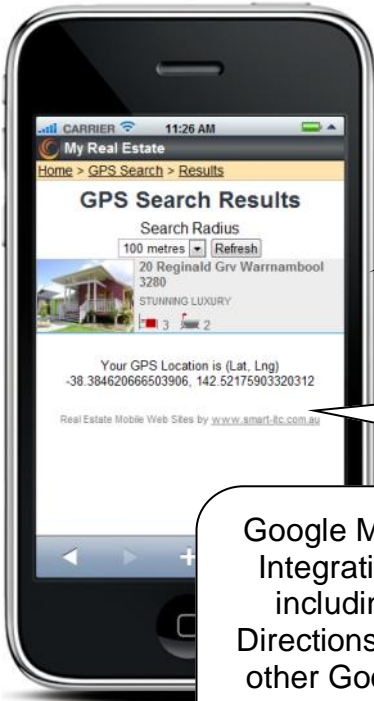 CARRIER 11:26 AM
My Real Estate
Home > GPS Search > Results
GPS Search Results
Search Radius
100 metres Refresh
20 Reginald Grv Warrnambool
3280
STUNNING LUXURY
3 2
Your GPS Location is (Lat, Lng)
-38.384620666503906, 142.52175903320312
Real Estate Mobile Web Sites by www.smart-itc.com.au
Google M
Integrati
includin
Directions
other Goo